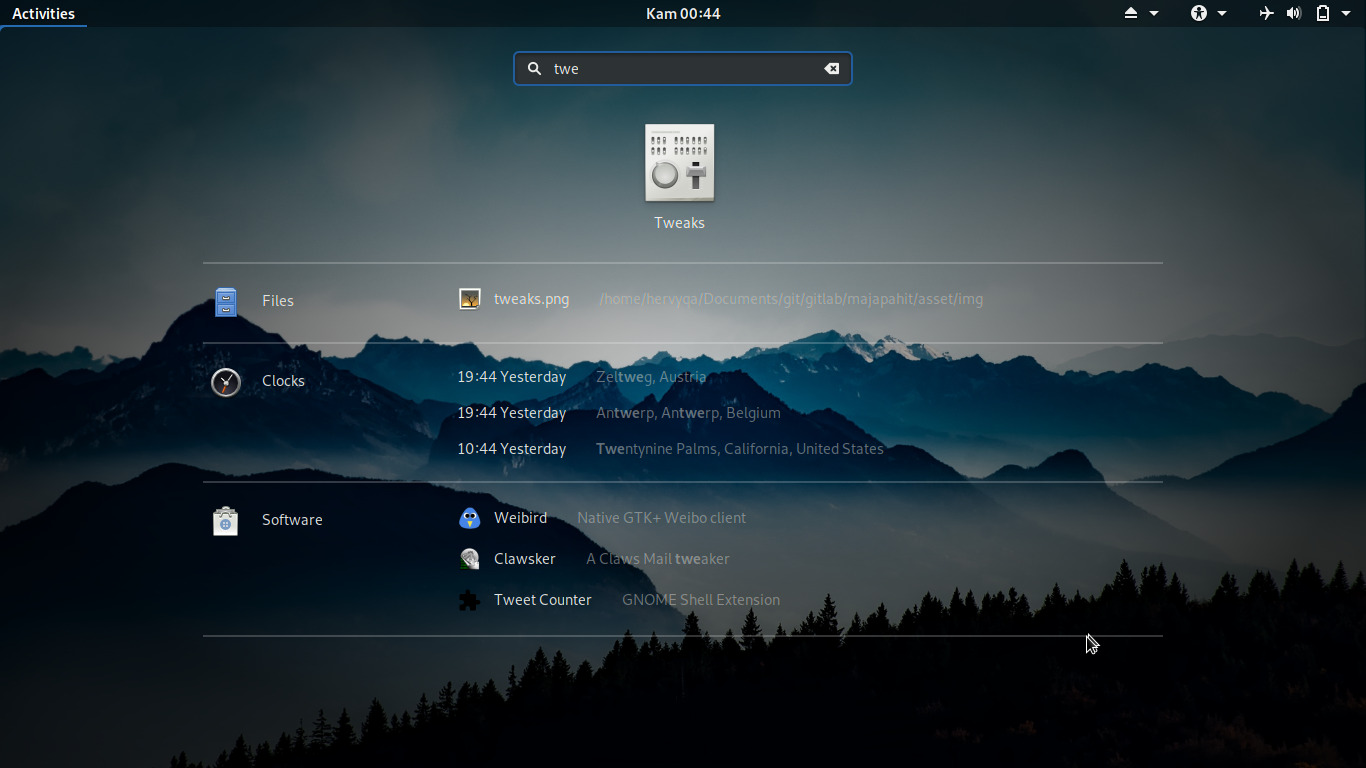 Activities Kam 00:44
twe
Tweaks
Files tweaks.png /home/hervyqa/Documents/git/gitlab/majapahit/asset/img
Clocks 19:44 Yesterday Zeltweg, Austria
19:44 Yesterday Antwerp, Antwerp, Belgium
10:44 Yesterday Twentynine Palms, California, United States
Software Weibird Native GTK+ Weibo client
Clawsker A Claws Mail tweaker
Tweet Counter GNOME Shell Extension